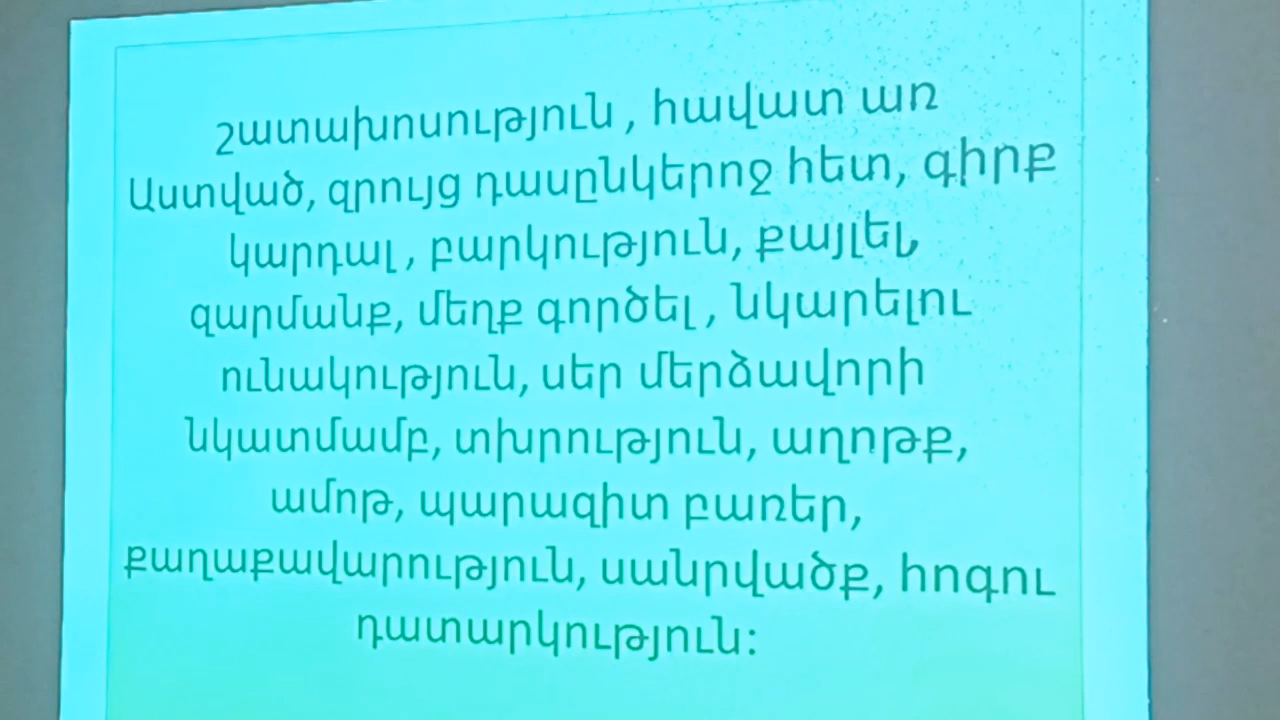 շատախոսություն , հավատ առ
Աստված, զրույց դասընկերոջ հետ, գիրք
կարդալ , բարկություն, քայլել
զարմանք, մեղք գործել , նկարելու
ունակություն, սեր մերձավորի
նկատմամբ, տխրություն, աղոթք,
ամոթ, պարազիտ բառեր,
քաղաքավարություն, սանրվածք, հոգու
դատարկություն: